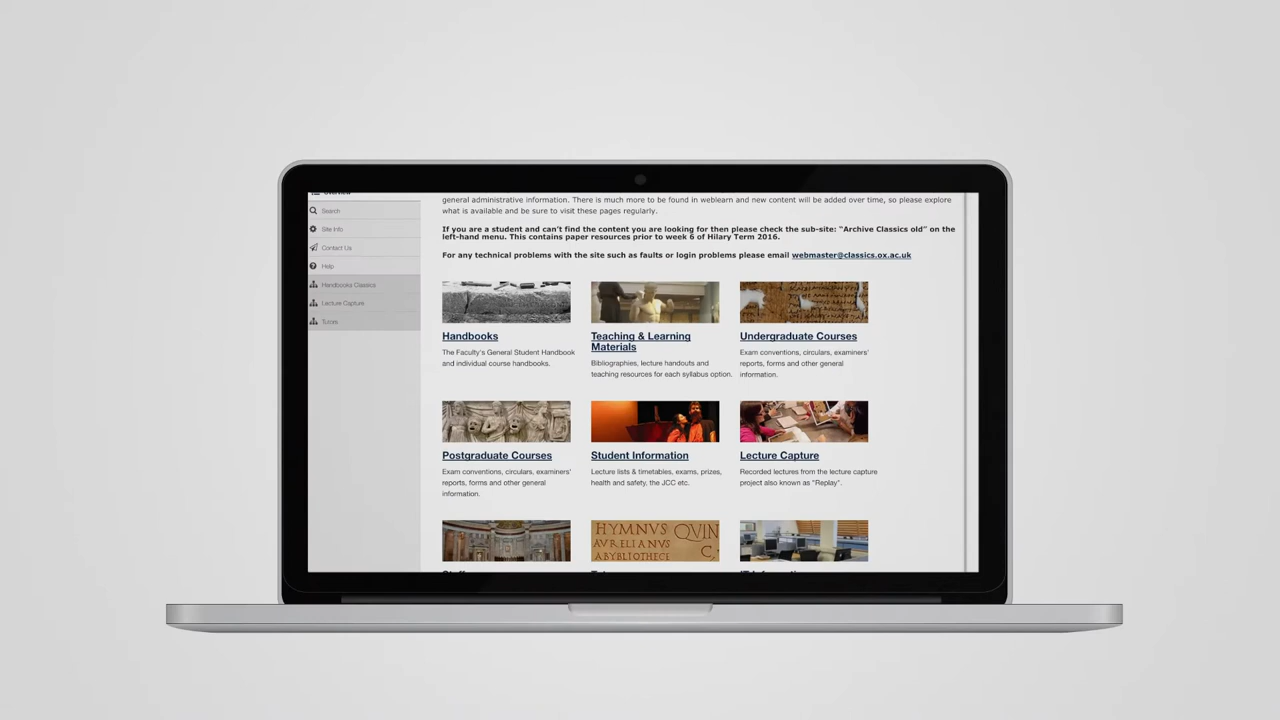 Overview
general administrative information. There is much more to be found in weblearn and new content will be added over time, so please explore
what is available and be sure to visit these pages regularly.
If you are a student and can't find the content you are looking for then please check the sub-site: "Archive Classics old" on the
left-hand menu. This contains paper resources prior to week 6 of Hilary Term 2016.
For any technical problems with the site such as faults or login problems please email webmaster@classics.ox.ac.uk
Search
Site Info
Contact Us
Help
Handbooks Classics
Lecture Capture
Tutors
Handbooks
The Faculty's General Student Handbook
and individual course handbooks.
Teaching & Learning
Materials
Bibliographies, lecture handouts and
teaching resources for each syllabus option.
Undergraduate Courses
Exam conventions, circulars, examiners'
reports, forms and other general
information.
Postgraduate Courses
Exam conventions, circulars, examiners'
reports, forms and other general
information.
Student Information
Lecture lists & timetables, exams, prizes,
health and safety, the JCC etc.
Lecture Capture
Recorded lectures from the lecture capture
project also known as "Replay".
HYMNVS QVIN
AVRELIANVS
ABYBLIOTHECE C,